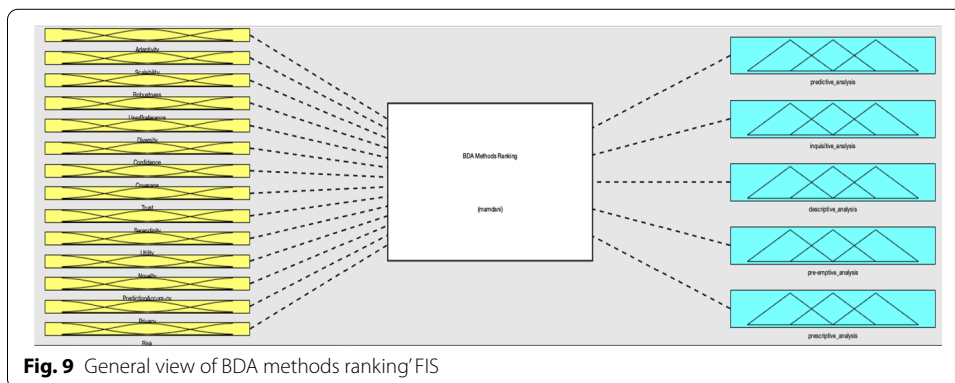 Adaptivity
Scalability
Robustness
UserPreference
Diversity
Confidence
Coverage
Trust
Serendipity
Utility
Novelty
Privacy
Risk
BDA Methods Ranking
(mamdani)
predictive_analysis
inquisitive_analysis
descriptive_analysis
pre-emptive_analysis
prescriptive_analysis
Fig. 9 General view of BDA methods ranking' FIS